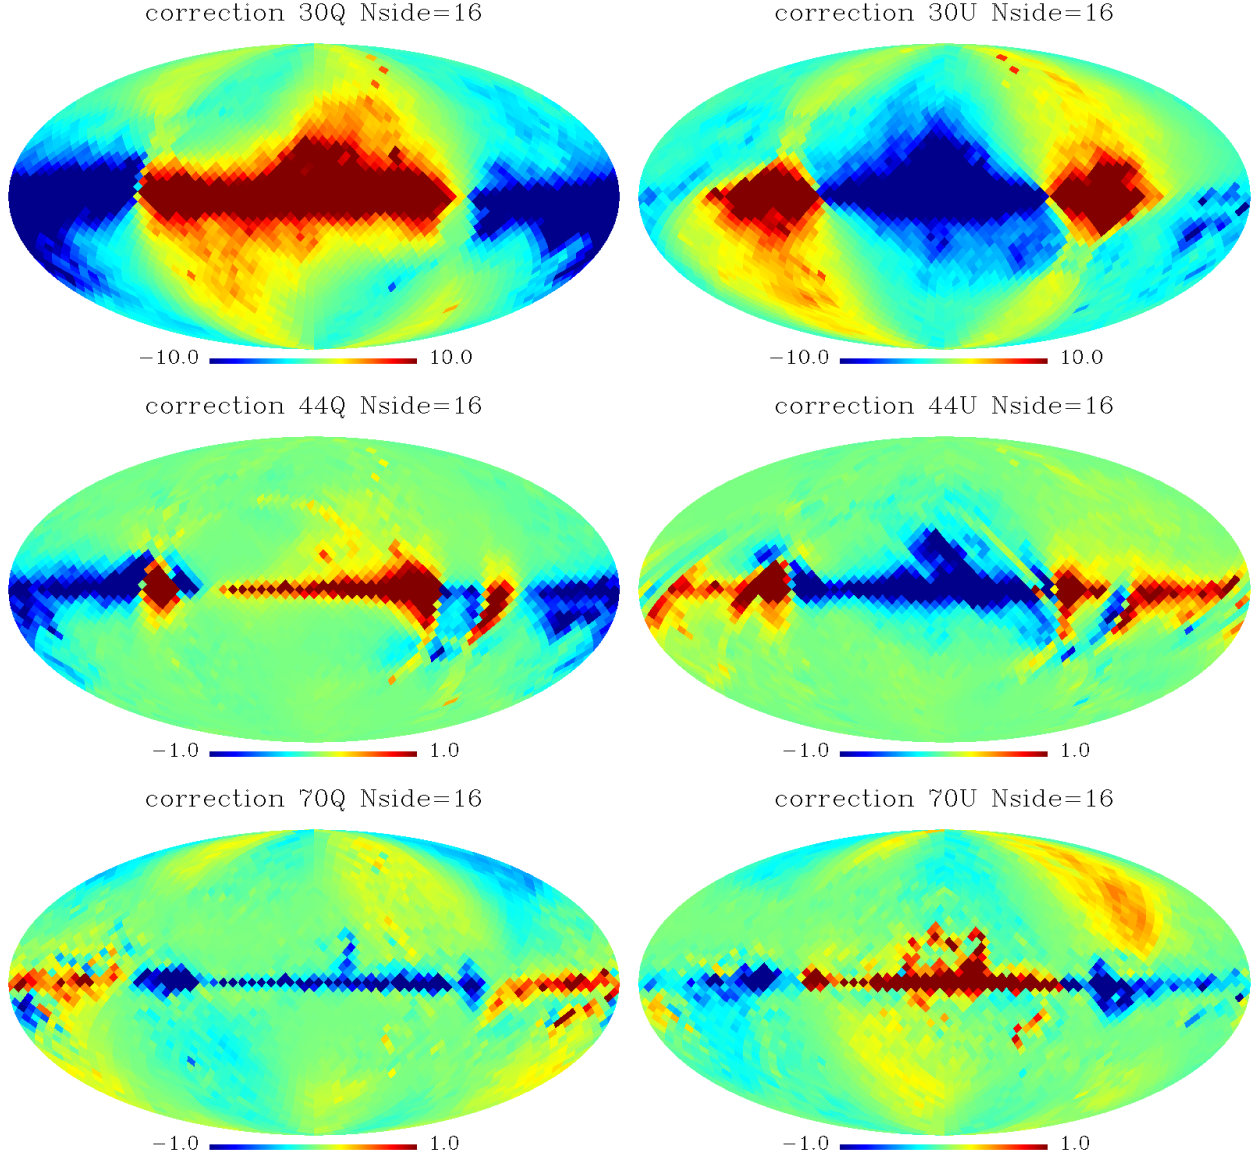 correction 30Q Nside=16
correction 30U Nside=16
−10.0 10.0
−10.0 10.0
correction 44Q Nside=16
correction 44U Nside=16
−1.0 1.0
−1.0 1.0
correction 70Q Nside=16
correction 70U Nside=16
−1.0 1.0
−1.0 1.0